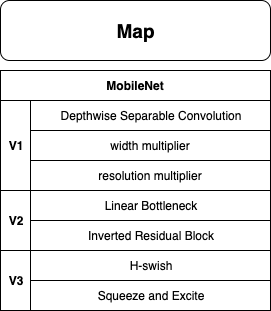 Map
MobileNet
V1
Depthwise Separable Convolution
width multiplier
resolution multiplier
V2
Linear Bottleneck
Inverted Residual Block
V3
H-swish
Squeeze and Excite